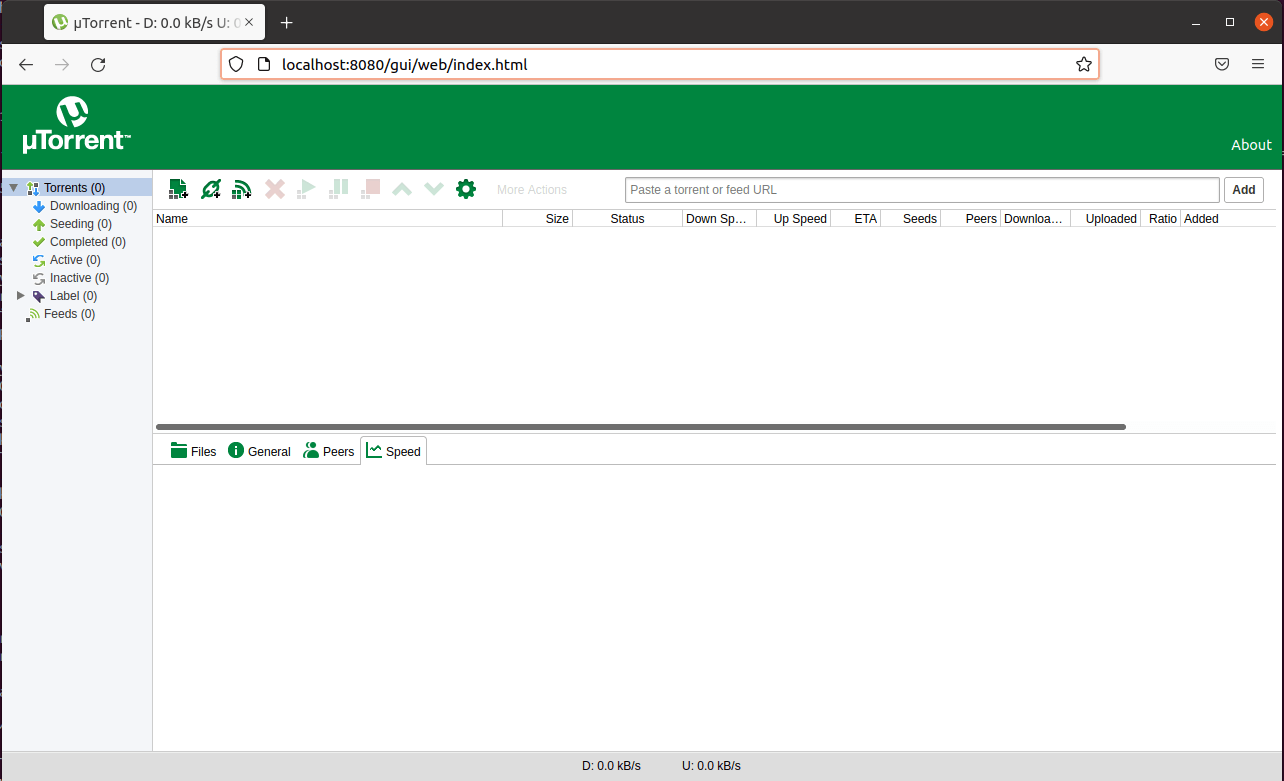 µTorrent - D: 0.0 kB/s U: 0
localhost:8080/gui/web/index.html
µTorrent™
About
Torrents (0)
Downloading (0)
Seeding (0)
Completed (0)
Active (0)
Inactive (0)
Label (0)
Feeds (0)
More Actions
Paste a torrent or feed URL
Add
Name Size Status Down Sp... Up Speed ETA Seeds Peers Downloa... Uploaded Ratio Added
Files General Peers Speed
D: 0.0 kB/s U: 0.0 kB/s